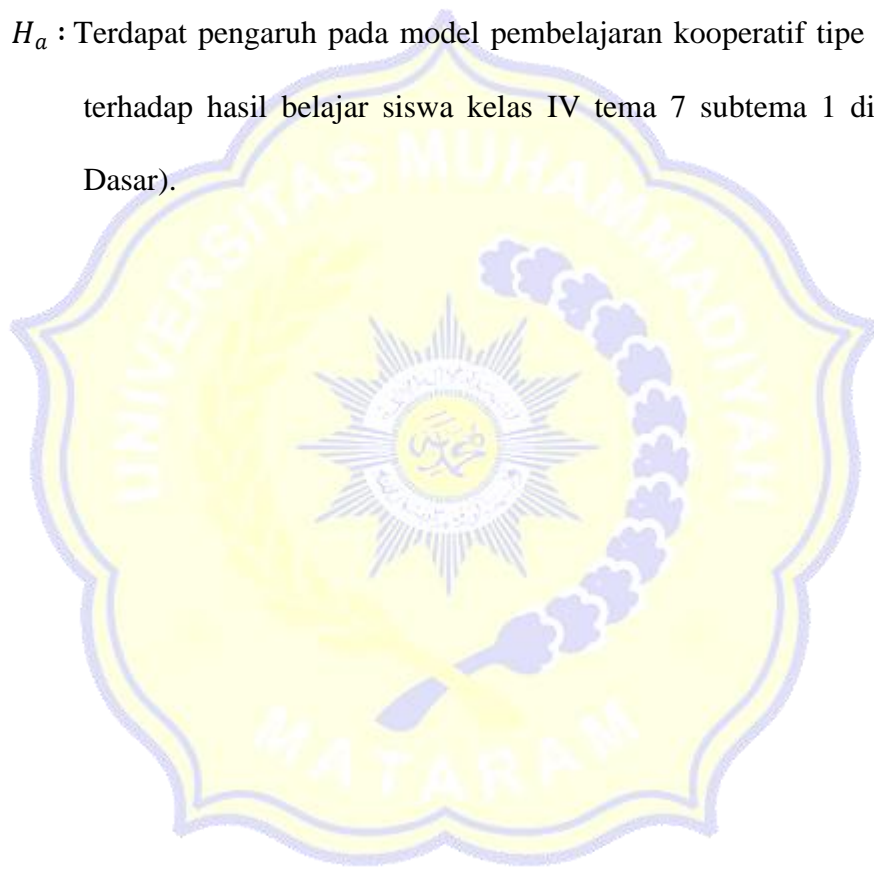 Hₐ : Terdapat pengaruh pada model pembelajaran kooperatif tipe
terhadap hasil belajar siswa kelas IV tema 7 subtema 1 di
Dasar).
UNIVERSITAS MUHAMMADIYAH
محمد
MATARAM